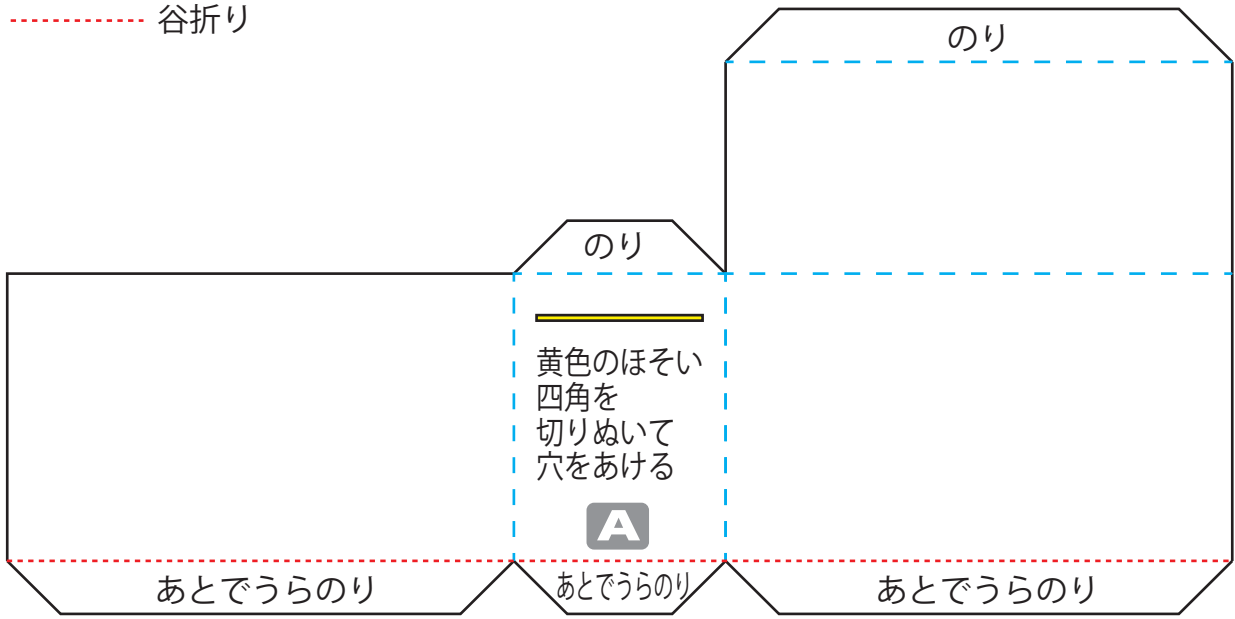 谷折り
のり
のり
黄色のほそい
四角を
切りぬいて
穴をあける
A
あとでうらのり
あとでうらのり
あとでうらのり